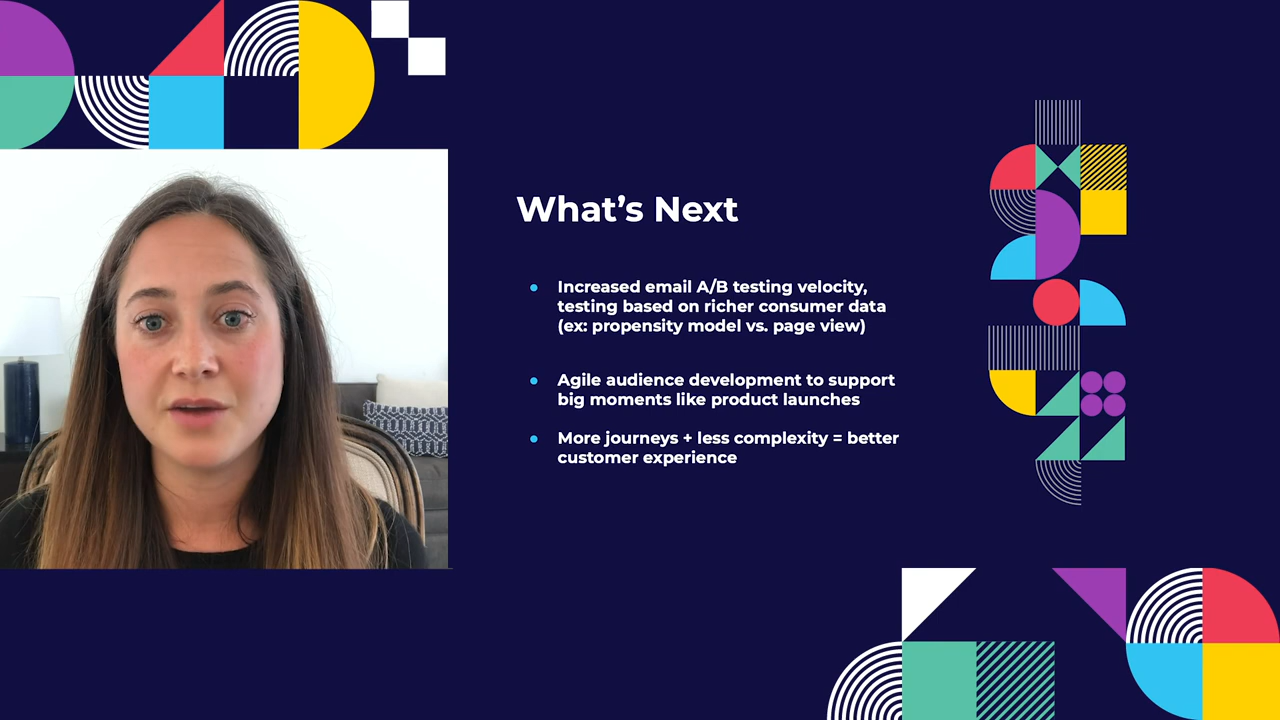 What’s Next
Increased email A/B testing velocity,
testing based on richer consumer data
(ex: propensity model vs. page view)
Agile audience development to support
big moments like product launches
More journeys + less complexity = better
customer experience